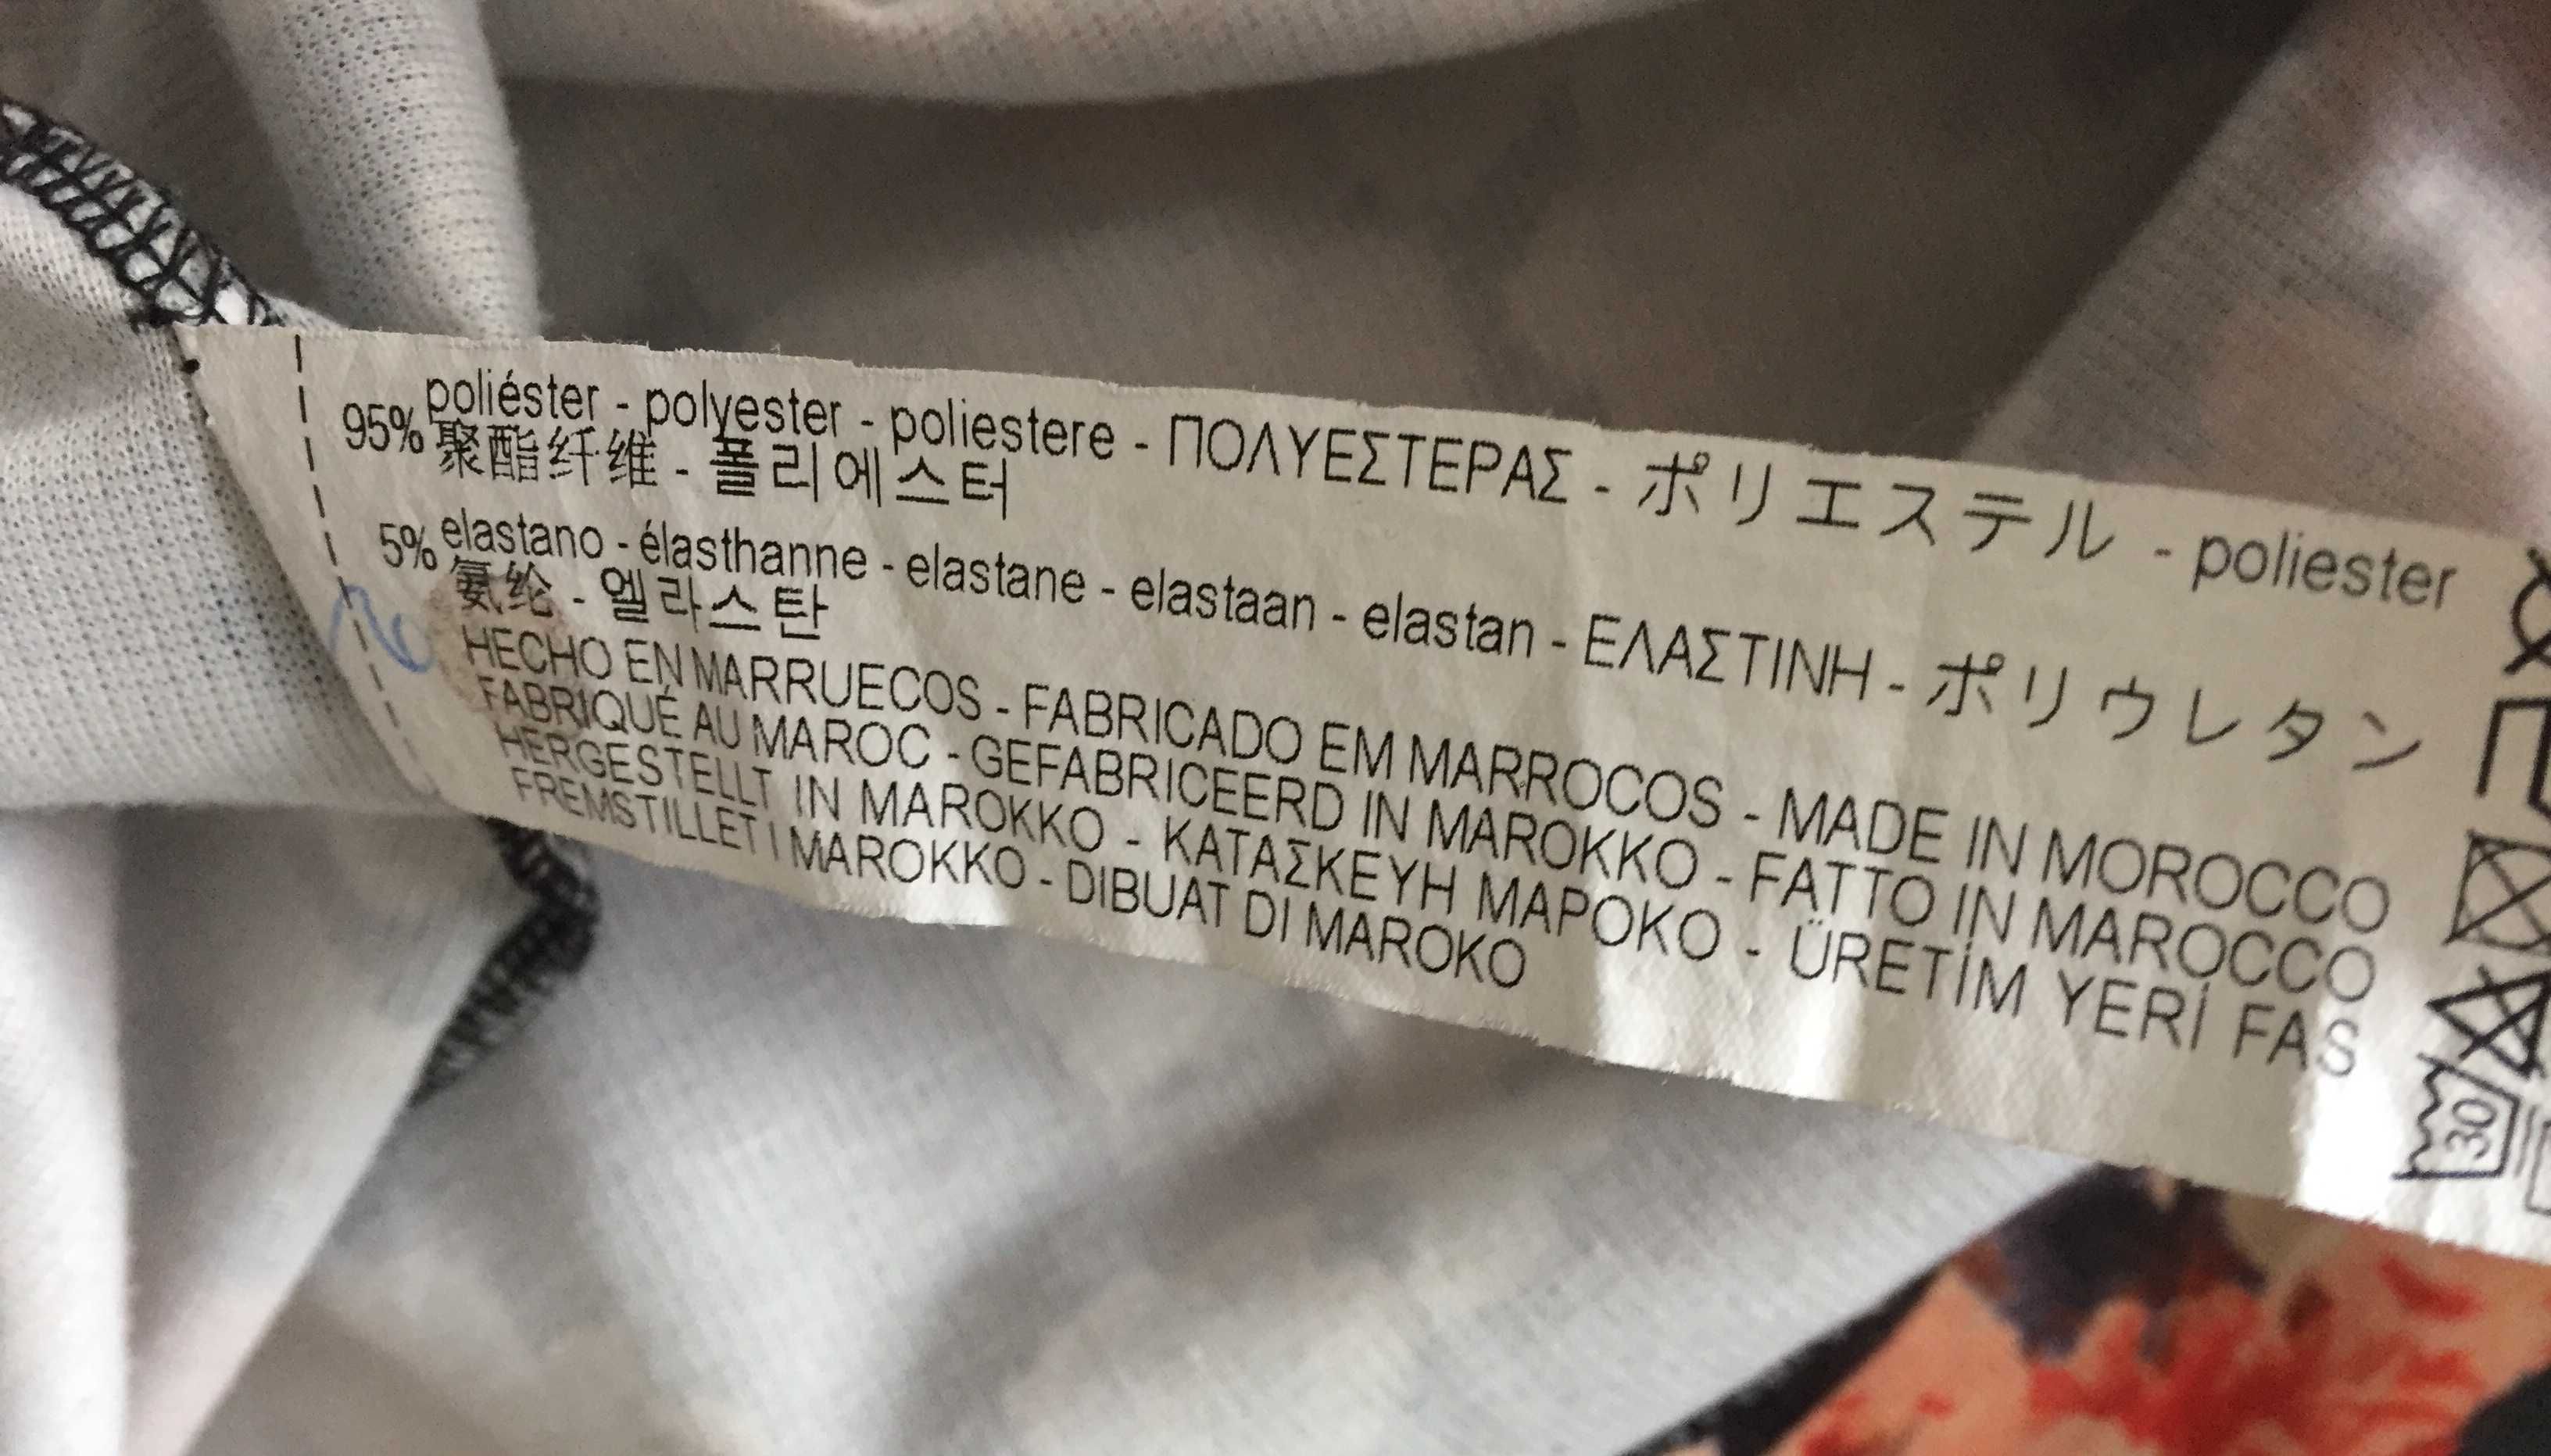 95% poliéster - polyester - poliestere - ΠΟΛΥΕΣΤΕΡΑΣ - ポリエステル - poliester
聚酯纤维 - 폴리에스터
5% elastano - élasthanne - elastane - elastaan - elastan - ΕΛΑΣΤΙΝΗ - ポリウレタン
氨纶 - 엘라스탄
HECHO EN MARRUECOS - FABRICADO EM MARROCOS - MADE IN MOROCCO
FABRIQUÉ AU MAROC - GEFABRICEERD IN MAROKKO - FATTO IN MAROCCO
HERGESTELLT IN MAROKKO - ΚΑΤΑΣΚΕΥΗ ΜΑΡΟΚΟ - ÜRETİM YERİ FAS
FREMSTILLET I MAROKKO - DIBUAT DI MAROKO
30